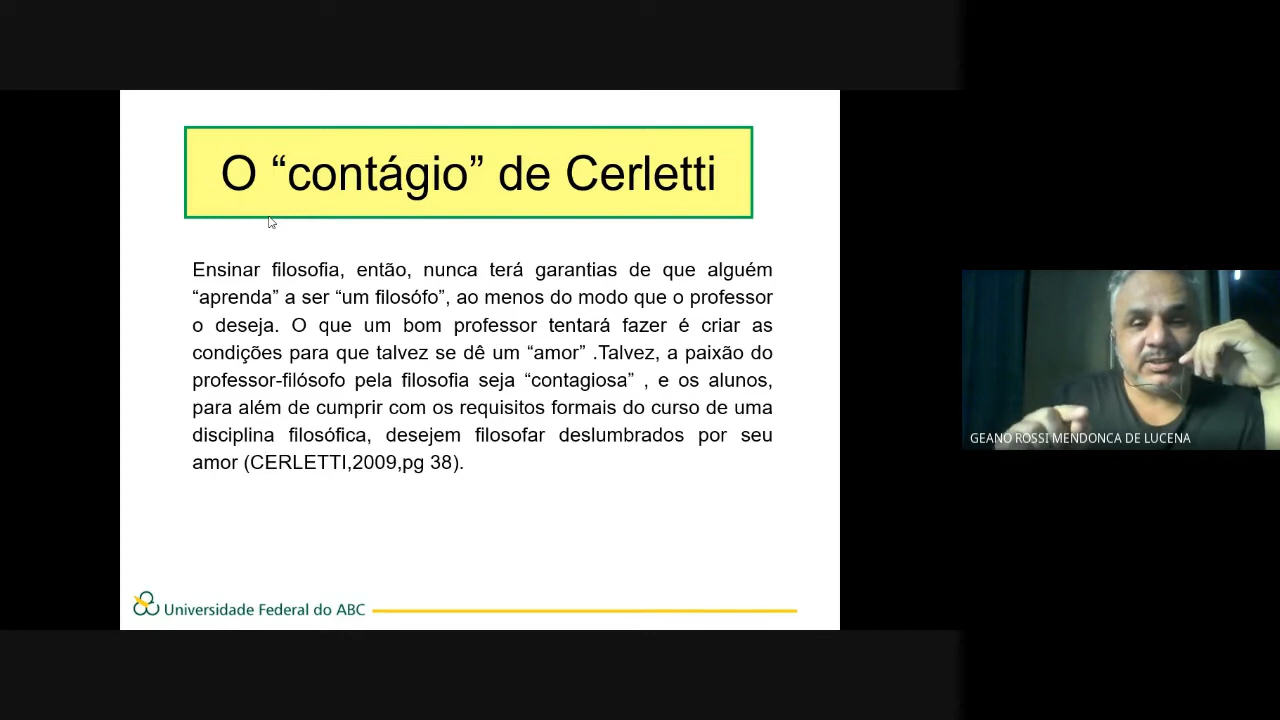 O “contágio” de Cerletti
Ensinar filosofia, então, nunca terá garantias de que alguém
“aprenda” a ser “um filosófo”, ao menos do modo que o professor
o deseja. O que um bom professor tentará fazer é criar as
condições para que talvez se dê um “amor” .Talvez, a paixão do
professor-filósofo pela filosofia seja “contagiosa” , e os alunos,
para além de cumprir com os requisitos formais do curso de uma
disciplina filosófica, desejem filosofar deslumbrados por seu
amor (CERLETTI,2009,pg 38).
Universidade Federal do ABC
GEANO ROSSI MENDONCA DE LUCENA